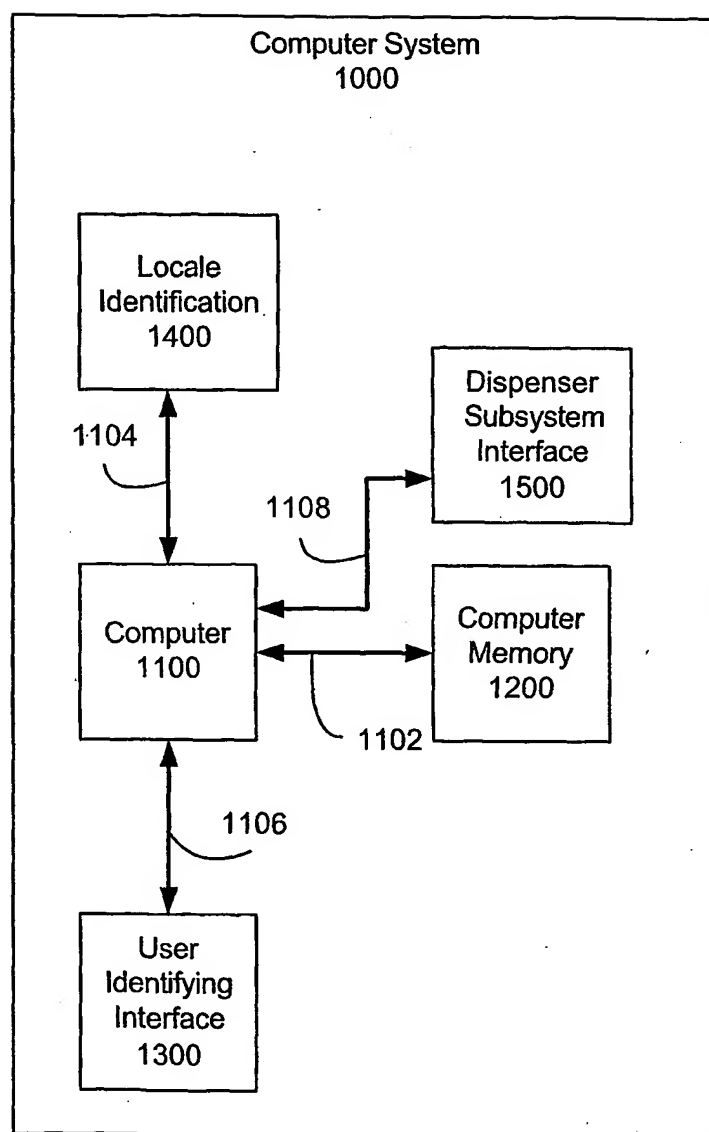 Computer System
1000
Locale
Identification
1400
1104
Dispenser
Subsystem
Interface
1500
1108
Computer
1100
Computer
Memory
1200
1102
1106
User
Identifying
Interface
1300